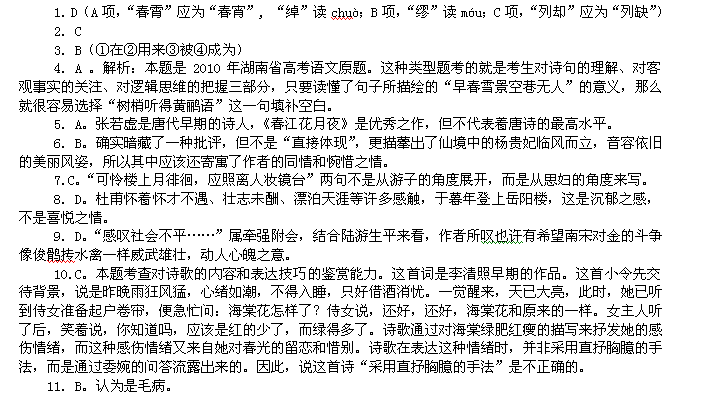 1. D（A 项，“春霄”应为“春宵”，“绰”读 chuò；B 项，“缪”读 móu；C 项，“列却”应为“列缺”）
2. C
3. B（①在②用来③被④成为）
4. A 。解析：本题是 2010 年湖南省高考语文原题。这种类型题考的就是考生对诗句的理解、对客
观事实的关注、对逻辑思维的把握三部分，只要读懂了句子所描绘的“早春雪景空巷无人”的意义，那么
就很容易选择“树梢听得黄鹂语”这一句填补空白。
5. A。张若虚是唐代早期的诗人，《春江花月夜》是优秀之作，但不代表着唐诗的最高水平。
6. B。确实暗藏了一种批评，但不是“直接体现”，更描摹出了仙境中的杨贵妃临风而立，音容依旧
的美丽风姿，所以其中应该还寄寓了作者的同情和惋惜之情。
7.C。“可怜楼上月徘徊，应照离人妆镜台”两句不是从游子的角度展开，而是从思妇的角度来写。
8. D。杜甫怀着怀才不遇、壮志未酬、漂泊天涯等许多感触，于暮年登上岳阳楼，这是沉郁之感，
不是喜悦之情。
9. D。“感叹社会不平……”属牵强附会，结合陆游生平来看，作者所叹也许有希望南宋对金的斗争
像俊鹘掠水禽一样威武雄壮，动人心魄之意。
10.C。本题考查对诗歌的内容和表达技巧的鉴赏能力。这首词是李清照早期的作品。这首小令先交
待背景，说是昨晚雨狂风猛，心绪如潮，不得入睡，只好借酒消忧。一觉醒来，天已大亮，此时，她已听
到侍女准备起户卷帘，便急忙问：海棠花怎样了？侍女说，还好，还好，海棠花和原来的一样。女主人听
了后，笑着说，你知道吗，应该是红的少了，而绿得多了。诗歌通过对海棠绿肥红瘦的描写来抒发她的感
伤情绪，而这种感伤情绪又来自她对春光的留恋和惜别。诗歌在表达这种情绪时，并非采用直抒胸臆的手
法，而是通过委婉的问答流露出来的。因此，说这首诗“采用直抒胸臆的手法”是不正确的。
11. B。认为是毛病。